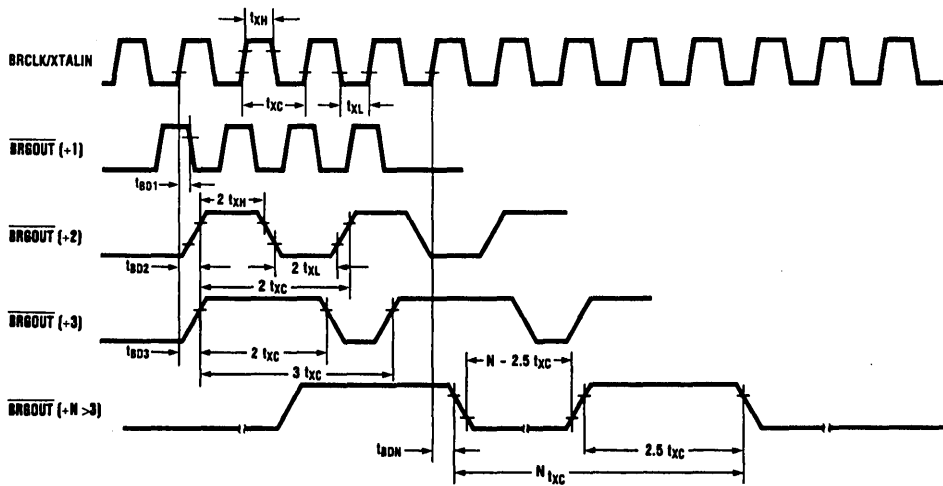 tXH
BRCLK/XTALIN
tXC
tXL
BRGOUT (÷1)
tBD1
2 tXH
BRGOUT (÷2)
tBD2
2 tXL
2 tXC
BRGOUT (÷3)
tBD3
2 tXC
N - 2.5 tXC
3 tXC
BRGOUT (÷N >3)
tBDN
2.5 tXC
N tXC